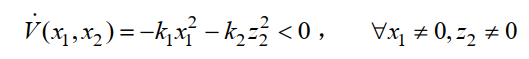 V̇(x₁,x₂) = −k₁x₁² − k₂z₂² < 0 ,   ∀x₁ ≠ 0, z₂ ≠ 0